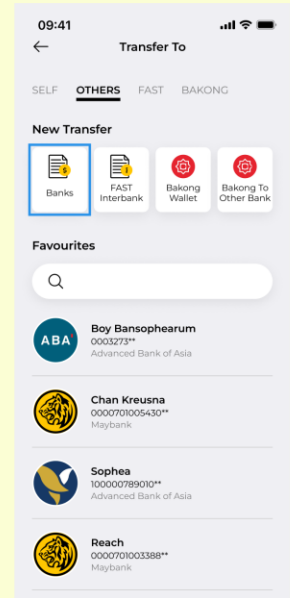 09:41
Transfer To
SELF OTHERS FAST BAKONG
New Transfer
Banks
FAST
Interbank
Bakong
Wallet
Bakong To
Other Bank
Favourites
ABA
Boy Bansophearum
0003273**
Advanced Bank of Asia
Chan Kreusna
0000701005430**
Maybank
Sophea
100000789010**
Advanced Bank of Asia
Reach
0000701003388**
Maybank